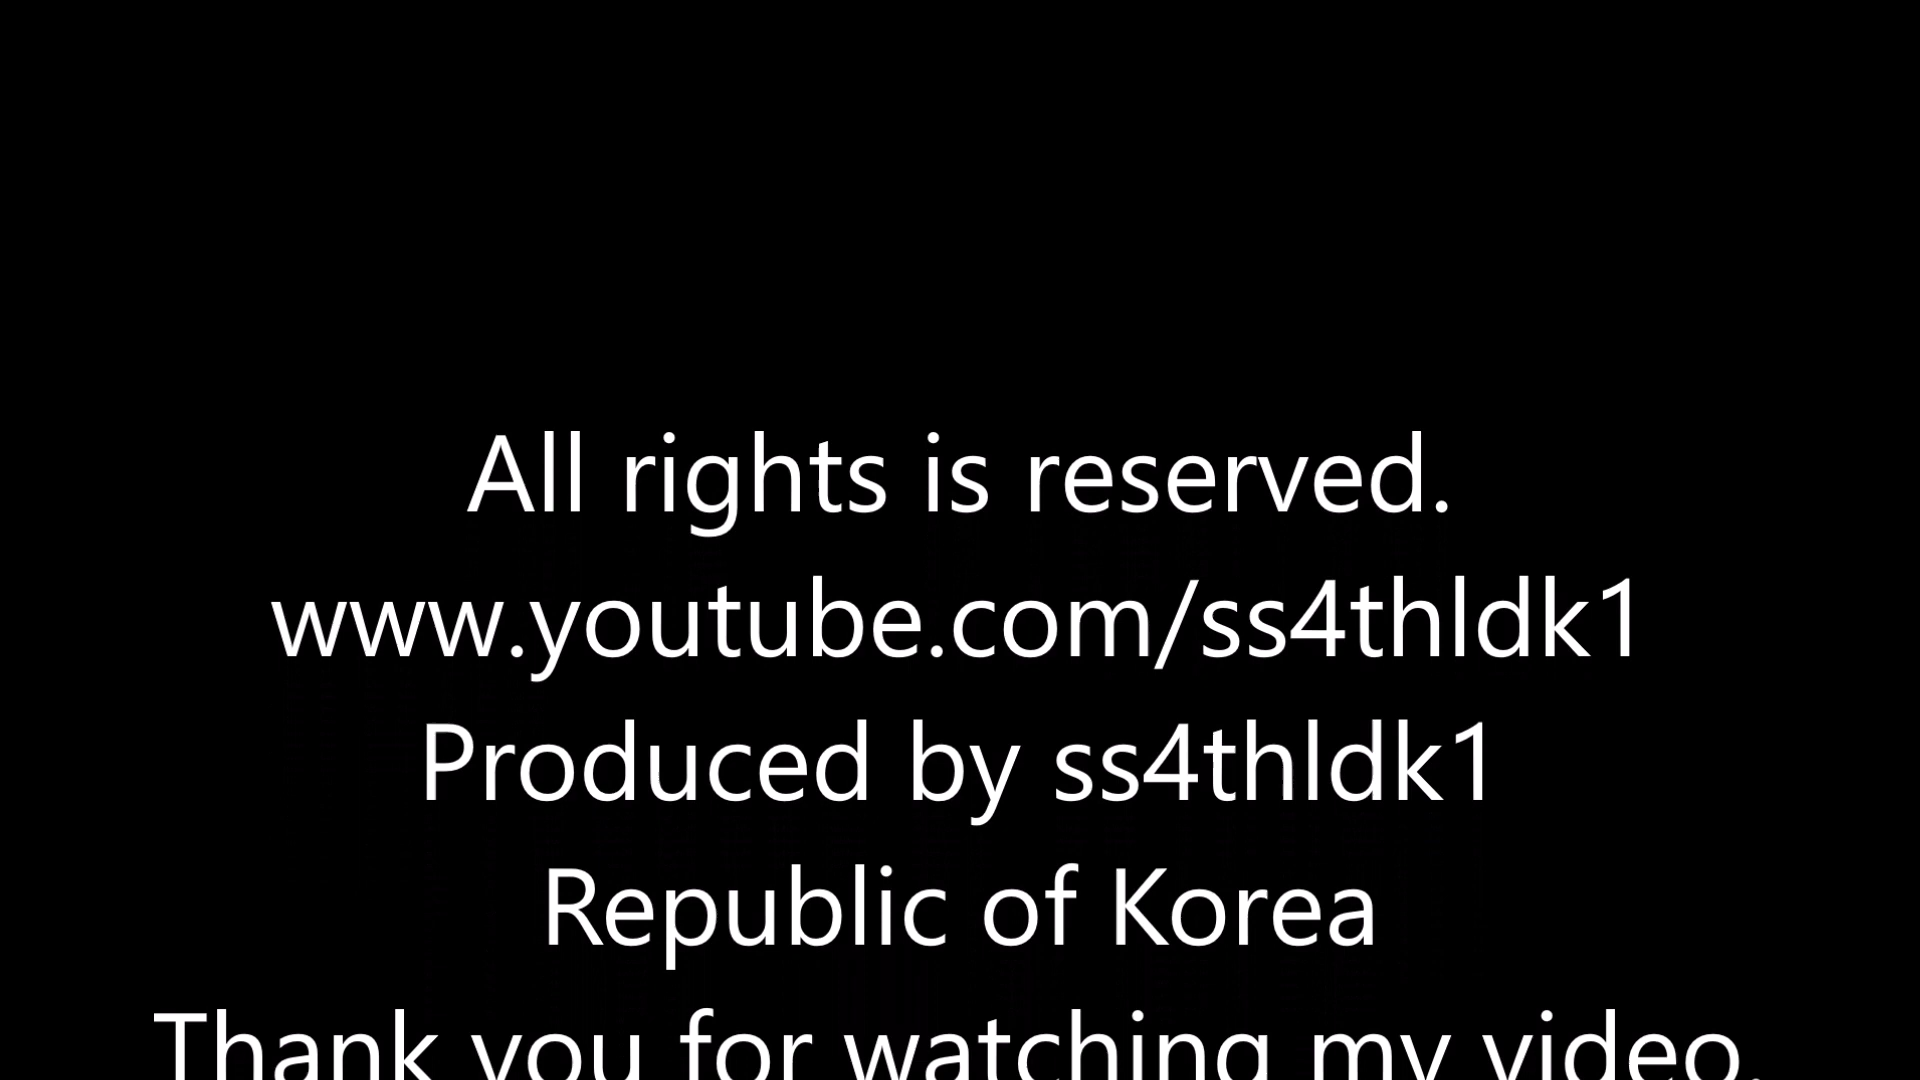 All rights is reserved.
www.youtube.com/ss4thldk1
Produced by ss4thldk1
Republic of Korea
Thank you for watching my video.